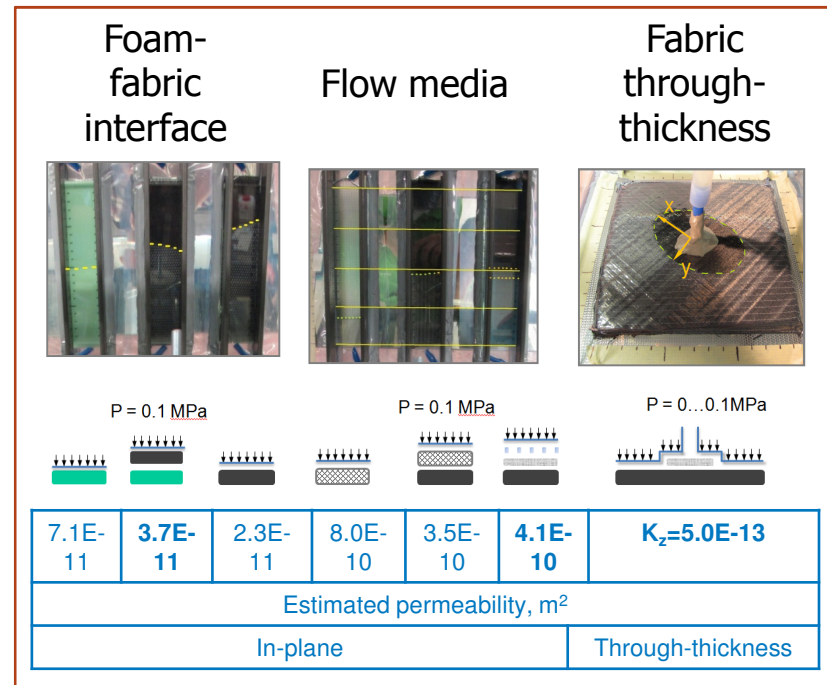 Foam-
fabric
interface
Flow media
Fabric
through-
thickness
x
y
P = 0.1 MPa
P = 0.1 MPa
P = 0...0.1MPa
7.1E-
11
3.7E-
11
2.3E-
11
8.0E-
10
3.5E-
10
4.1E-
10
Kz=5.0E-13
Estimated permeability, m²
In-plane
Through-thickness